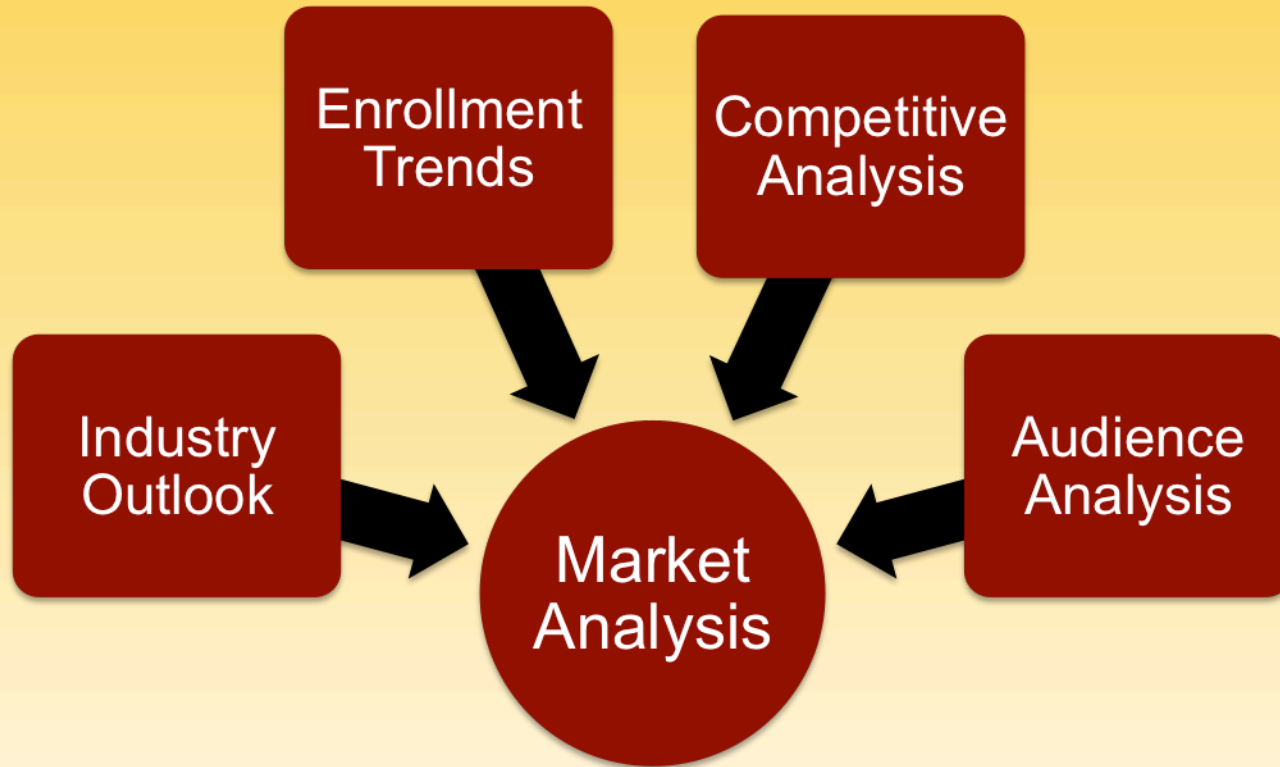 Enrollment
Trends
Competitive
Analysis
Industry
Outlook
Audience
Analysis
Market
Analysis